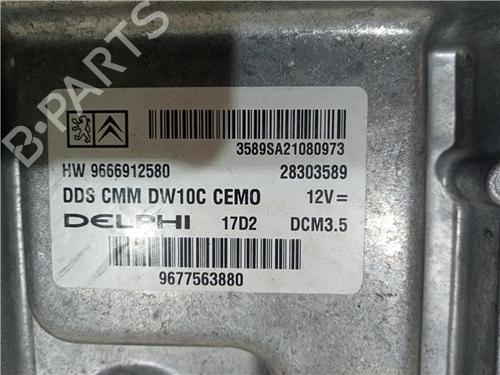 B-PARTS
3589SA21080973
HW 9666912580 28303589
DDS CMM DW10C CEMO 12V=
DELPHI 17D2 DCM3.5
9677563880